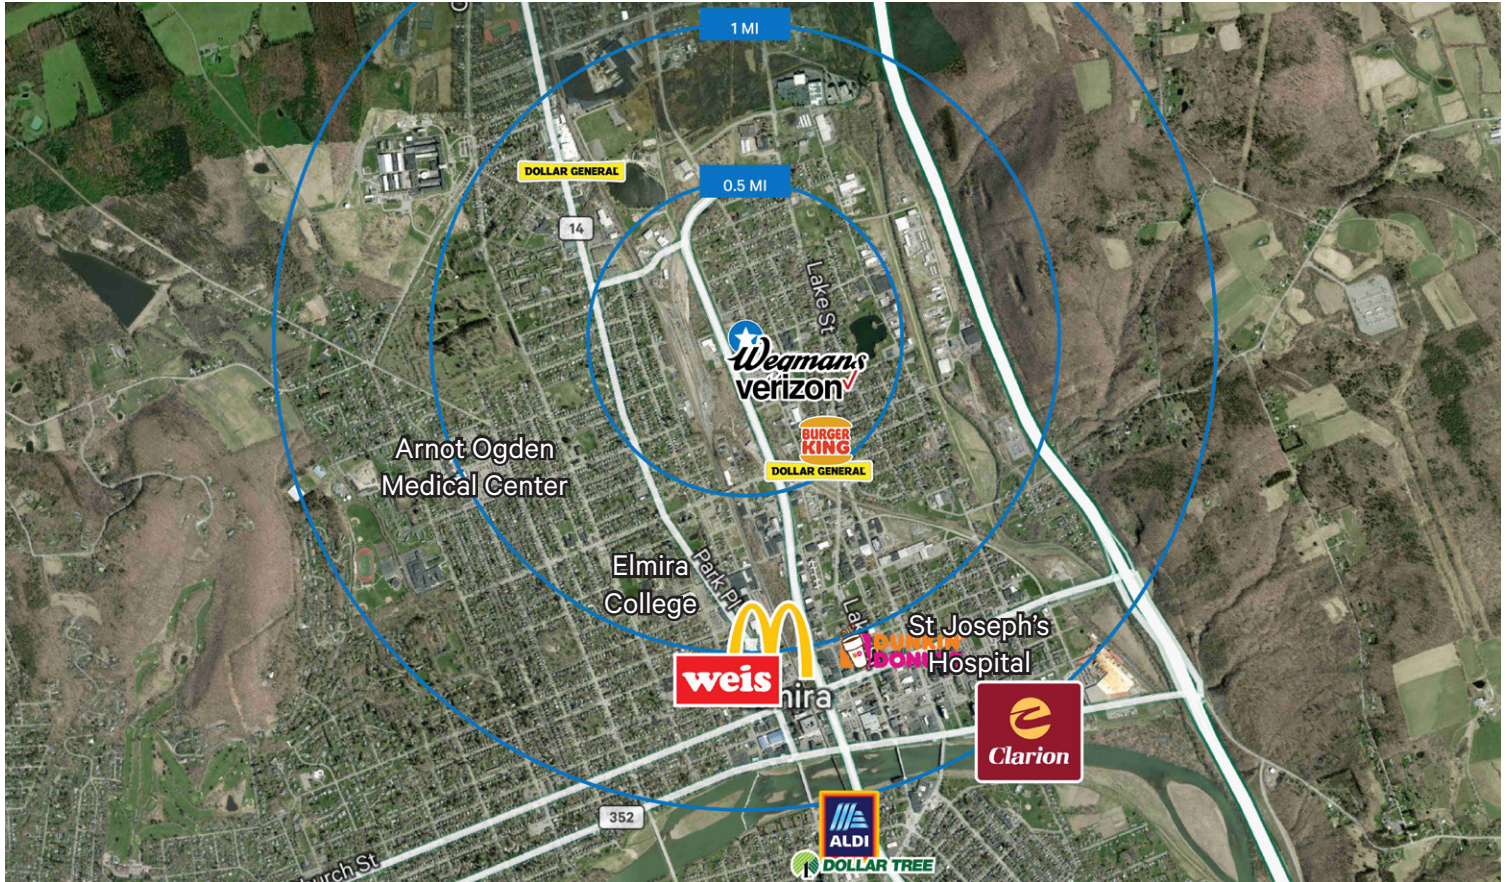 1 MI
DOLLAR GENERAL
0.5 MI
14
Lake St
Wegmans
verizon
BURGER
KING
DOLLAR GENERAL
Arnot Ogden
Medical Center
Elmira
College
Park Pl
St Joseph's
Hospital
DUNKIN'
weis
Clarion
352
ALDI
DOLLAR TREE